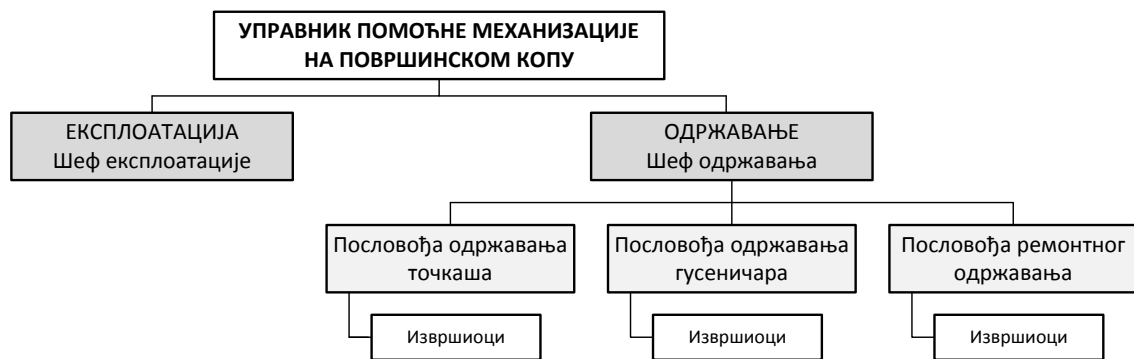 УПРАВНИК ПОМОЋНЕ МЕХАНИЗАЦИЈЕ
НА ПОВРШИНСКОМ КОПУ
ЕКСПЛОАТАЦИЈА
Шеф експлоатације
ОДРЖАВАЊЕ
Шеф одржавања
Пословођа одржавања
точкаша
Пословођа одржавања
гусеничара
Пословођа ремонтног
одржавања
Извршиоци
Извршиоци
Извршиоци